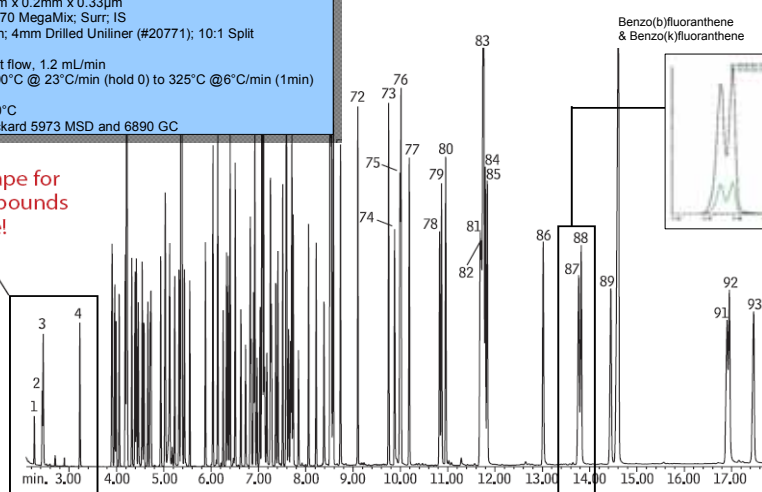 m x 0.2mm x 0.33µm
70 MegaMix; Surr; IS
; 4mm Drilled Uniliner (#20771); 10:1 Split
t flow, 1.2 mL/min
0°C @ 23°C/min (hold 0) to 325°C @6°C/min (1min)
0°C
ckard 5973 MSD and 6890 GC
ape for
pounds
e!
Benzo(b)fluoranthene
& Benzo(k)fluoranthene
1
2
3
4
72
73
74
75
76
77
78
79
80
81
82
83
84
85
86
87
88
89
91
92
93
min. 3.00 4.00 5.00 6.00 7.00 8.00 9.00 10.00 11.00 12.00 13.00 14.00 15.00 16.00 17.00